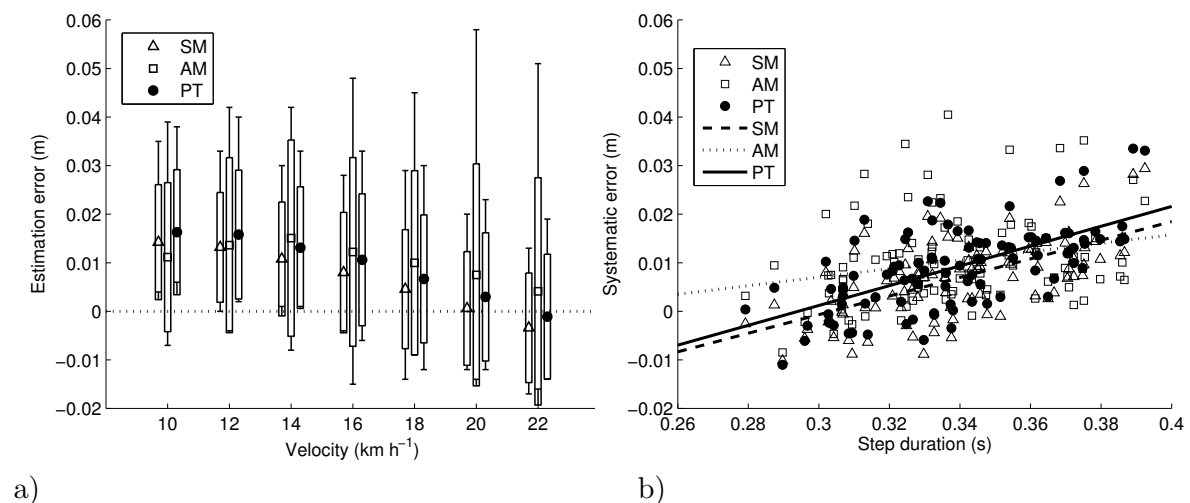 0.06
0.05
0.04
0.03
0.02
0.01
0
−0.01
−0.02
Estimation error (m)
SM
AM
PT
10 12 14 16 18 20 22
Velocity (km h⁻¹)
a)
0.06
0.05
0.04
0.03
0.02
0.01
0
−0.01
−0.02
Systematic error (m)
SM
AM
PT
SM
AM
PT
0.26 0.28 0.3 0.32 0.34 0.36 0.38 0.4
Step duration (s)
b)